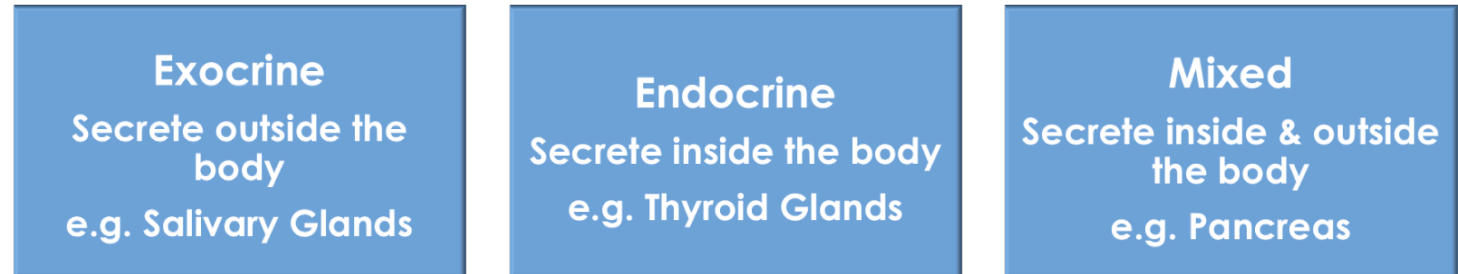 Exocrine
Secrete outside the
body
e.g. Salivary Glands
Endocrine
Secrete inside the body
e.g. Thyroid Glands
Mixed
Secrete inside & outside
the body
e.g. Pancreas